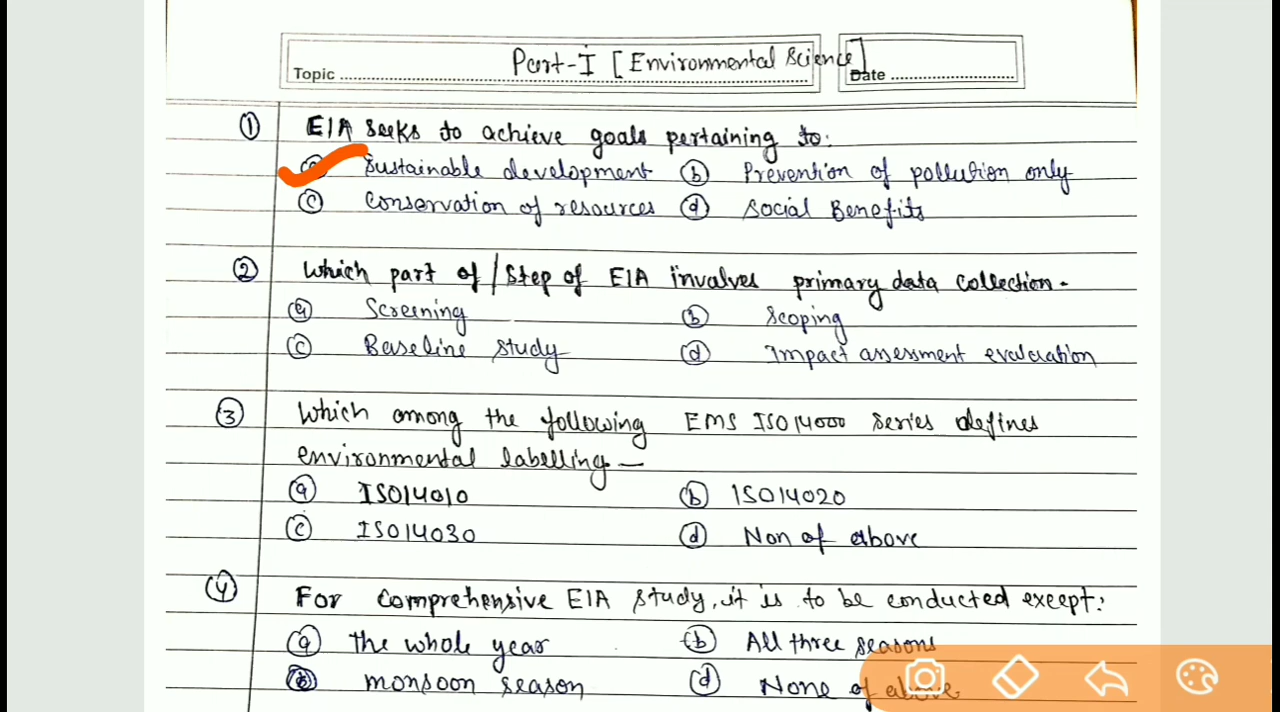 Topic ........ Part-I [Environmental Science] Date ........
① EIA seeks to achieve goals pertaining to:
Sustainable development ⓑ Prevention of pollution only
ⓒ Conservation of resources ⓓ Social Benefits
② Which part of / Step of EIA involves primary data collection.
ⓐ Screening ⓑ Scoping
ⓒ Baseline study ⓓ Impact assessment evaluation
③ Which among the following EMS ISO14000 series defines
environmental labelling —
ⓐ ISO14010 ⓑ ISO14020
ⓒ ISO14030 ⓓ Non of above
④ For comprehensive EIA study, it is to be conducted except:
ⓐ the whole year ⓑ All three seasons
monsoon season ⓓ None of above